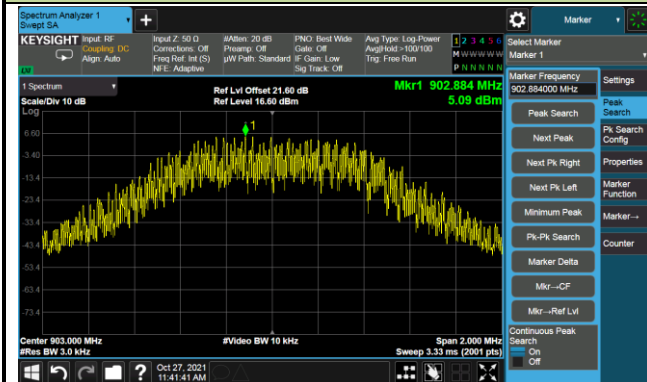 Spectrum Analyzer 1
Swept SA
Marker
KEYSIGHT
Input: RF
Coupling: DC
Align: Auto
Input Z: 50 Ω
Corrections: Off
Freq Ref: Int (S)
NFE: Adaptive
#Atten: 20 dB
Preamp: Off
µW Path: Standard
PNO: Best Wide
Gate: Off
IF Gain: Low
Sig Track: Off
Avg Type: Log-Power
Avg|Hold:>100/100
Trig: Free Run
1 2 3 4 5 6
M W W W W W
P N N N N N
Select Marker
Marker 1
LXI
1 Spectrum
Scale/Div 10 dB
Log
Ref Lvl Offset 21.60 dB
Ref Level 16.60 dBm
Mkr1 902.884 MHz
5.09 dBm
1
6.60
-3.40
-13.4
-23.4
-33.4
-43.4
-53.4
-63.4
-73.4
Center 903.000 MHz
#Res BW 3.0 kHz
#Video BW 10 kHz
Span 2.000 MHz
Sweep 3.33 ms (2001 pts)
Marker Frequency
902.884000 MHz
Peak Search
Next Peak
Next Pk Right
Next Pk Left
Minimum Peak
Pk-Pk Search
Marker Delta
Mkr→CF
Mkr→Ref Lvl
Continuous Peak
Search
On
Off
Settings
Peak
Search
Pk Search
Config
Properties
Marker
Function
Marker→
Counter
?
Oct 27, 2021
11:41:41 AM